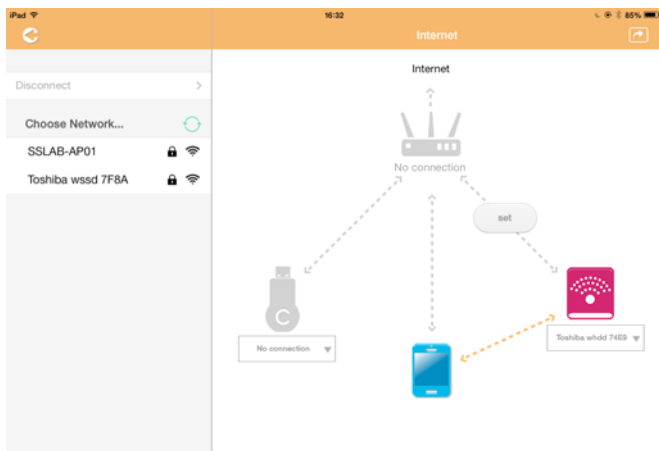 iPad 16:32 85%
Internet
Disconnect
Choose Network...
SSLAB-AP01
Toshiba wssd 7F8A
Internet
No connection
set
C
No connection
Toshiba whdd 74E9